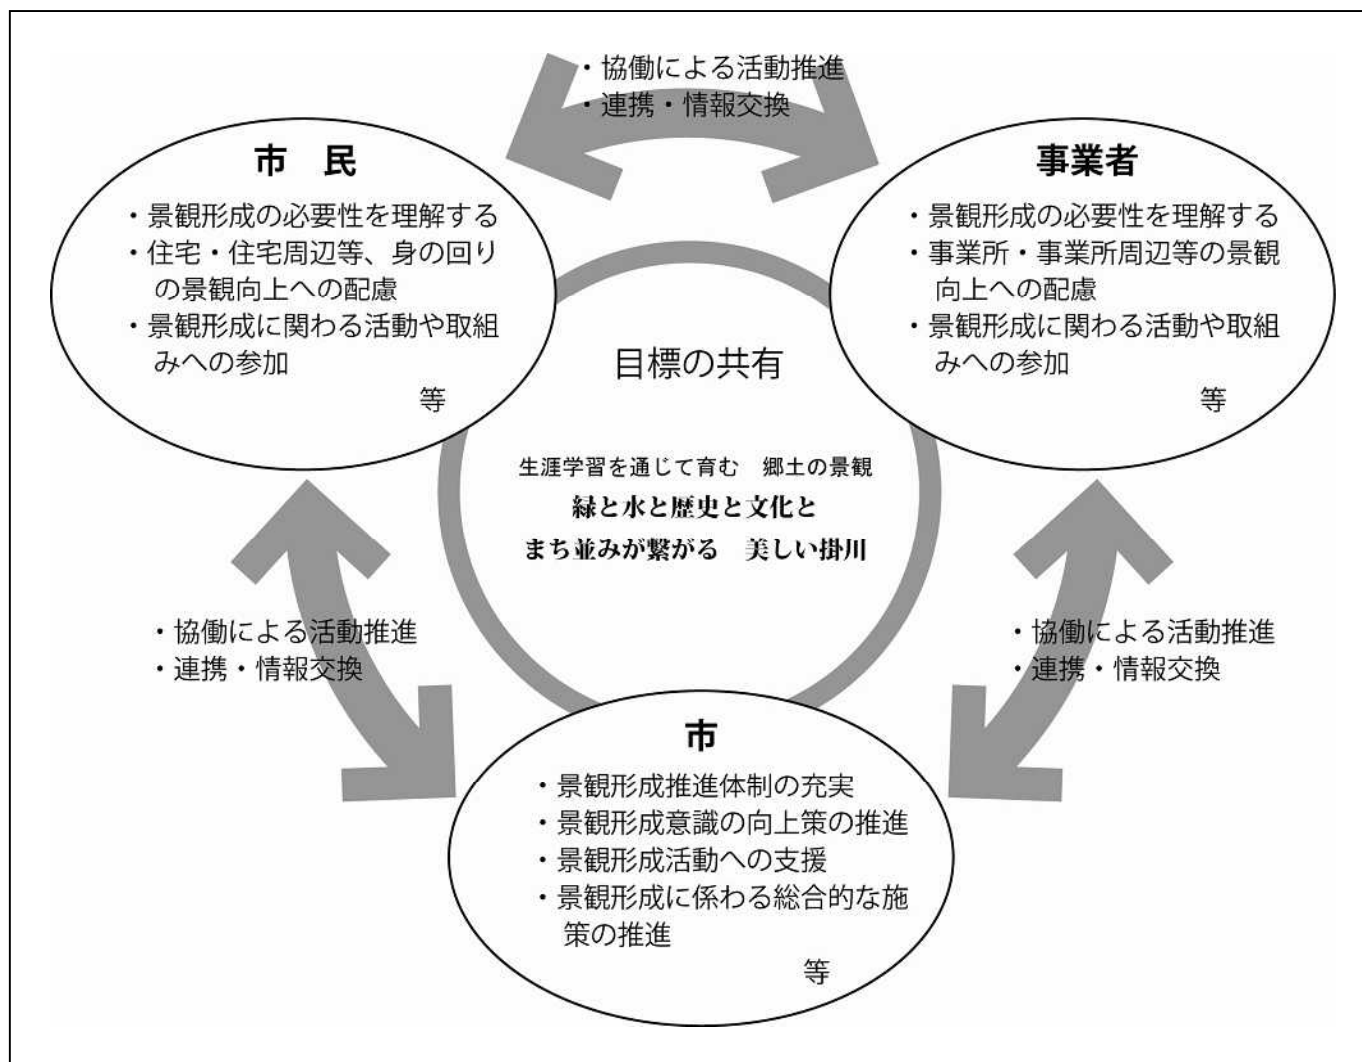 ・協働による活動推進
・連携・情報交換
市　民
・景観形成の必要性を理解する
・住宅・住宅周辺等、身の回り
の景観向上への配慮
・景観形成に関わる活動や取組
みへの参加
等
事業者
・景観形成の必要性を理解する
・事業所・事業所周辺等の景観
向上への配慮
・景観形成に関わる活動や取組
みへの参加
等
目標の共有
生涯学習を通じて育む　郷土の景観
緑と水と歴史と文化と
まち並みが繋がる　美しい掛川
・協働による活動推進
・連携・情報交換
・協働による活動推進
・連携・情報交換
市
・景観形成推進体制の充実
・景観形成意識の向上策の推進
・景観形成活動への支援
・景観形成に係わる総合的な施
策の推進
等